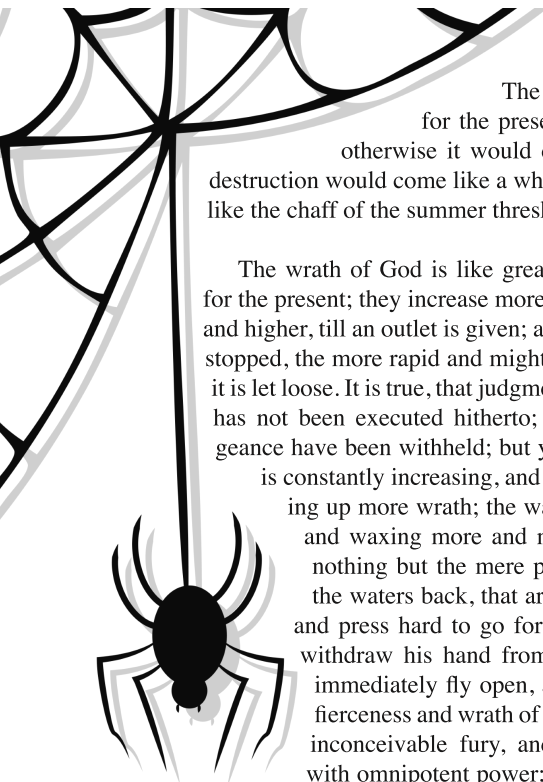 The
for the prese
otherwise it would
destruction would come like a wh
like the chaff of the summer thresh
The wrath of God is like grea
for the present; they increase more
and higher, till an outlet is given; a
stopped, the more rapid and might
it is let loose. It is true, that judgme
has not been executed hitherto;
geance have been withheld; but y
is constantly increasing, and
ing up more wrath; the wa
and waxing more and m
nothing but the mere p
the waters back, that ar
and press hard to go for
withdraw his hand from
immediately fly open,
fierceness and wrath of
inconceivable fury, and
with omnipotent power;